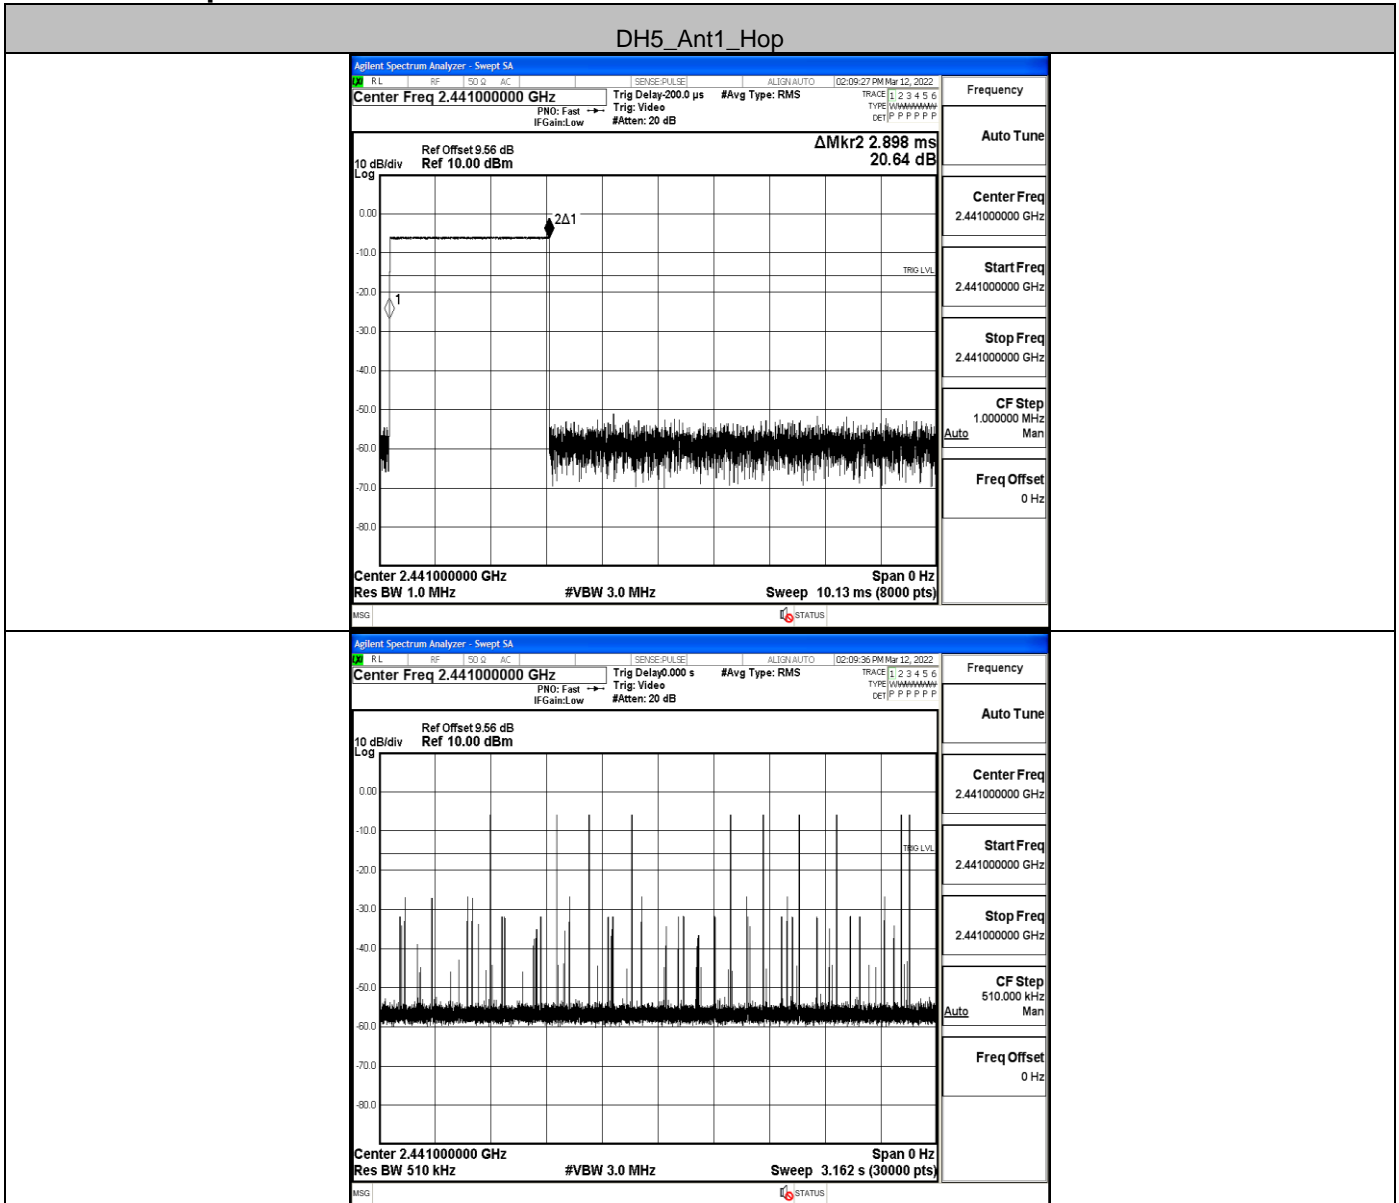 DH5_Ant1_Hop
Agilent Spectrum Analyzer - Swept SA
RL RF 50 Ω AC SENSE:PULSE ALIGN AUTO 02:09:27 PM Mar 12, 2022
Center Freq 2.441000000 GHz
PNO: Fast
IFGain:Low
Trig Delay-200.0 µs
Trig: Video
#Atten: 20 dB
#Avg Type: RMS
TRACE 1 2 3 4 5 6
TYPE
DET P P P P P P
Frequency
Auto Tune
Center Freq
2.441000000 GHz
Start Freq
2.441000000 GHz
Stop Freq
2.441000000 GHz
CF Step
1.000000 MHz
Auto Man
Freq Offset
0 Hz
ΔMkr2 2.898 ms
20.64 dB
Ref Offset 9.56 dB
10 dB/div Ref 10.00 dBm
Log
0.00
2Δ1
-10.0
TRIG LVL
-20.0
1
-30.0
-40.0
-50.0
-60.0
-70.0
-80.0
Center 2.441000000 GHz Span 0 Hz
Res BW 1.0 MHz #VBW 3.0 MHz Sweep 10.13 ms (8000 pts)
MSG STATUS
Agilent Spectrum Analyzer - Swept SA
RL RF 50 Ω AC SENSE:PULSE ALIGN AUTO 02:09:36 PM Mar 12, 2022
Center Freq 2.441000000 GHz
PNO: Fast
IFGain:Low
Trig Delay0.000 s
Trig: Video
#Atten: 20 dB
#Avg Type: RMS
TRACE 1 2 3 4 5 6
TYPE
DET P P P P P P
Frequency
Auto Tune
Center Freq
2.441000000 GHz
Start Freq
2.441000000 GHz
Stop Freq
2.441000000 GHz
CF Step
510.000 kHz
Auto Man
Freq Offset
0 Hz
Ref Offset 9.56 dB
10 dB/div Ref 10.00 dBm
Log
0.00
-10.0
TRIG LVL
-20.0
-30.0
-40.0
-50.0
-60.0
-70.0
-80.0
Center 2.441000000 GHz Span 0 Hz
Res BW 510 kHz #VBW 3.0 MHz Sweep 3.162 s (30000 pts)
MSG STATUS